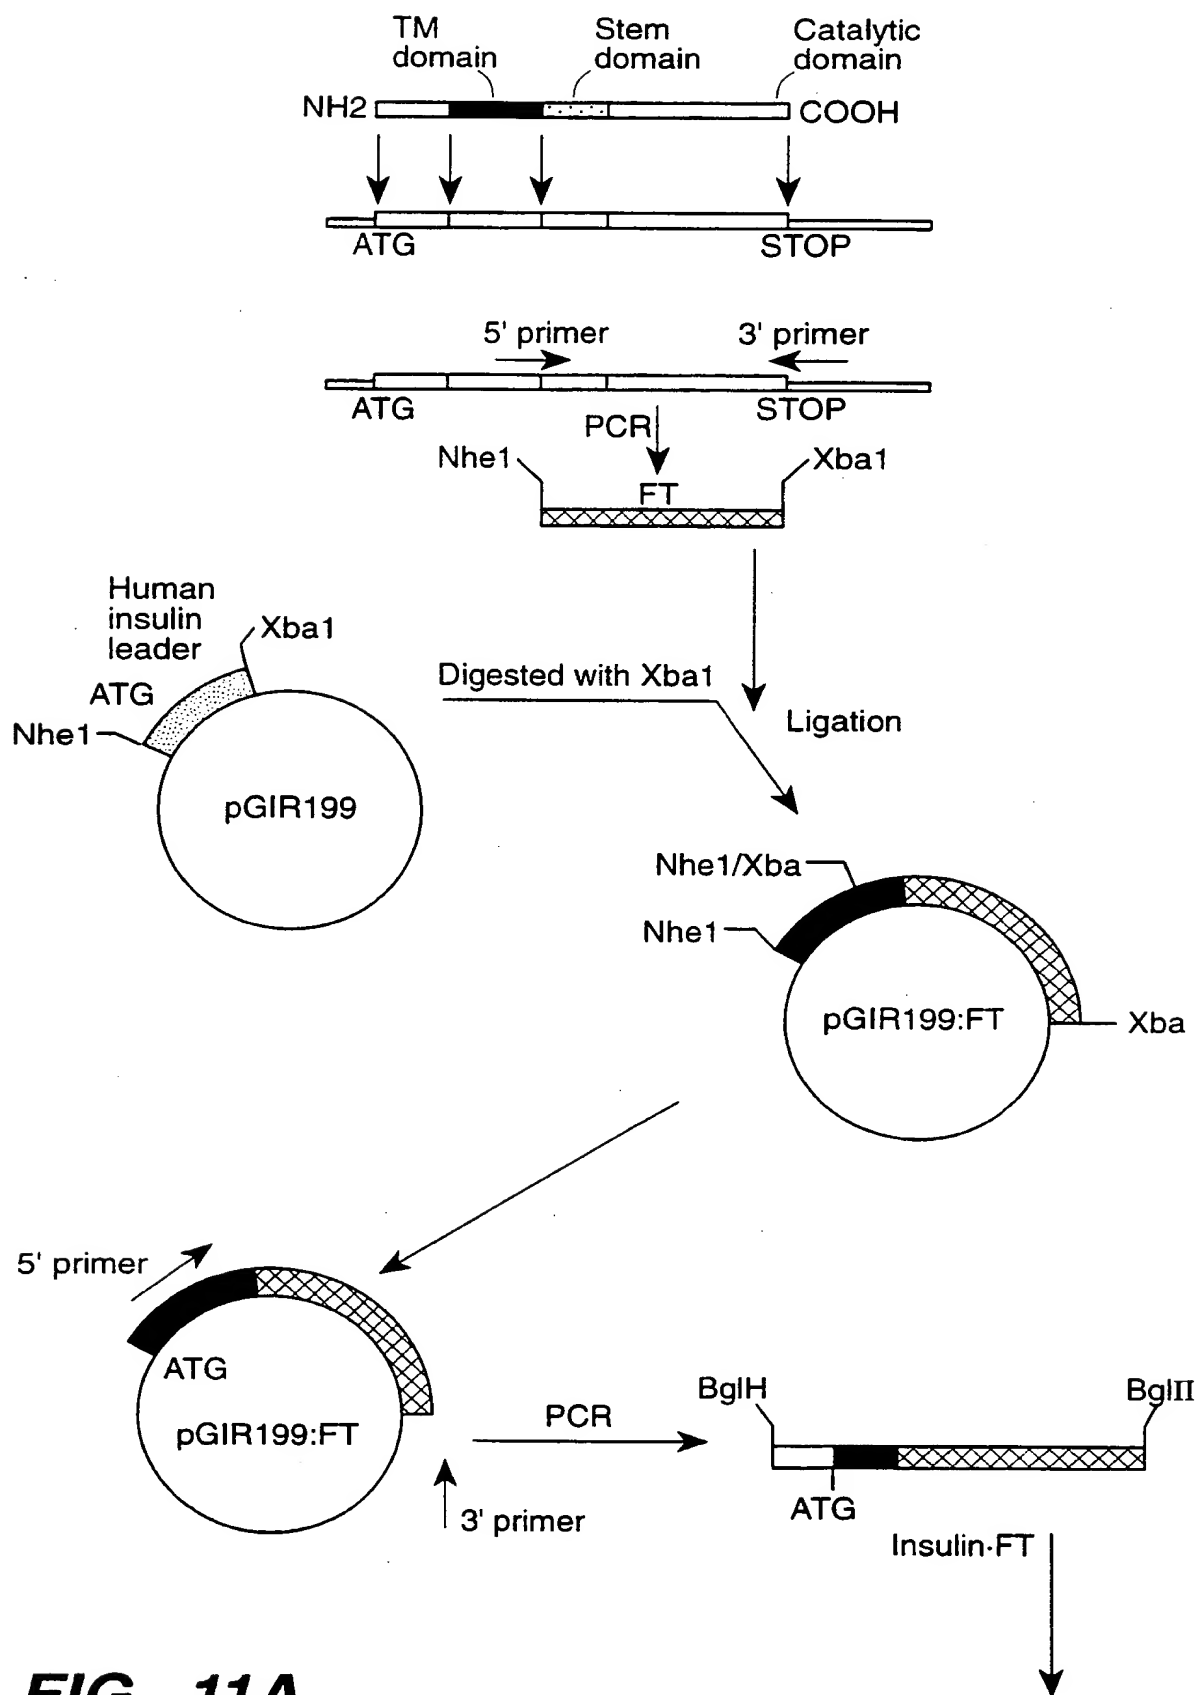 TM
domain
Stem
domain
Catalytic
domain
NH2
COOH
ATG
STOP
5' primer
3' primer
ATG
STOP
PCR
Nhe1
Xba1
FT
Human
insulin
leader
Xba1
ATG
Nhe1
pGIR199
Digested with Xba1
Ligation
Nhe1/Xba
Nhe1
pGIR199:FT
Xba
5' primer
ATG
pGIR199:FT
3' primer
PCR
BglH
BglII
ATG
Insulin·FT
FIG. 11A